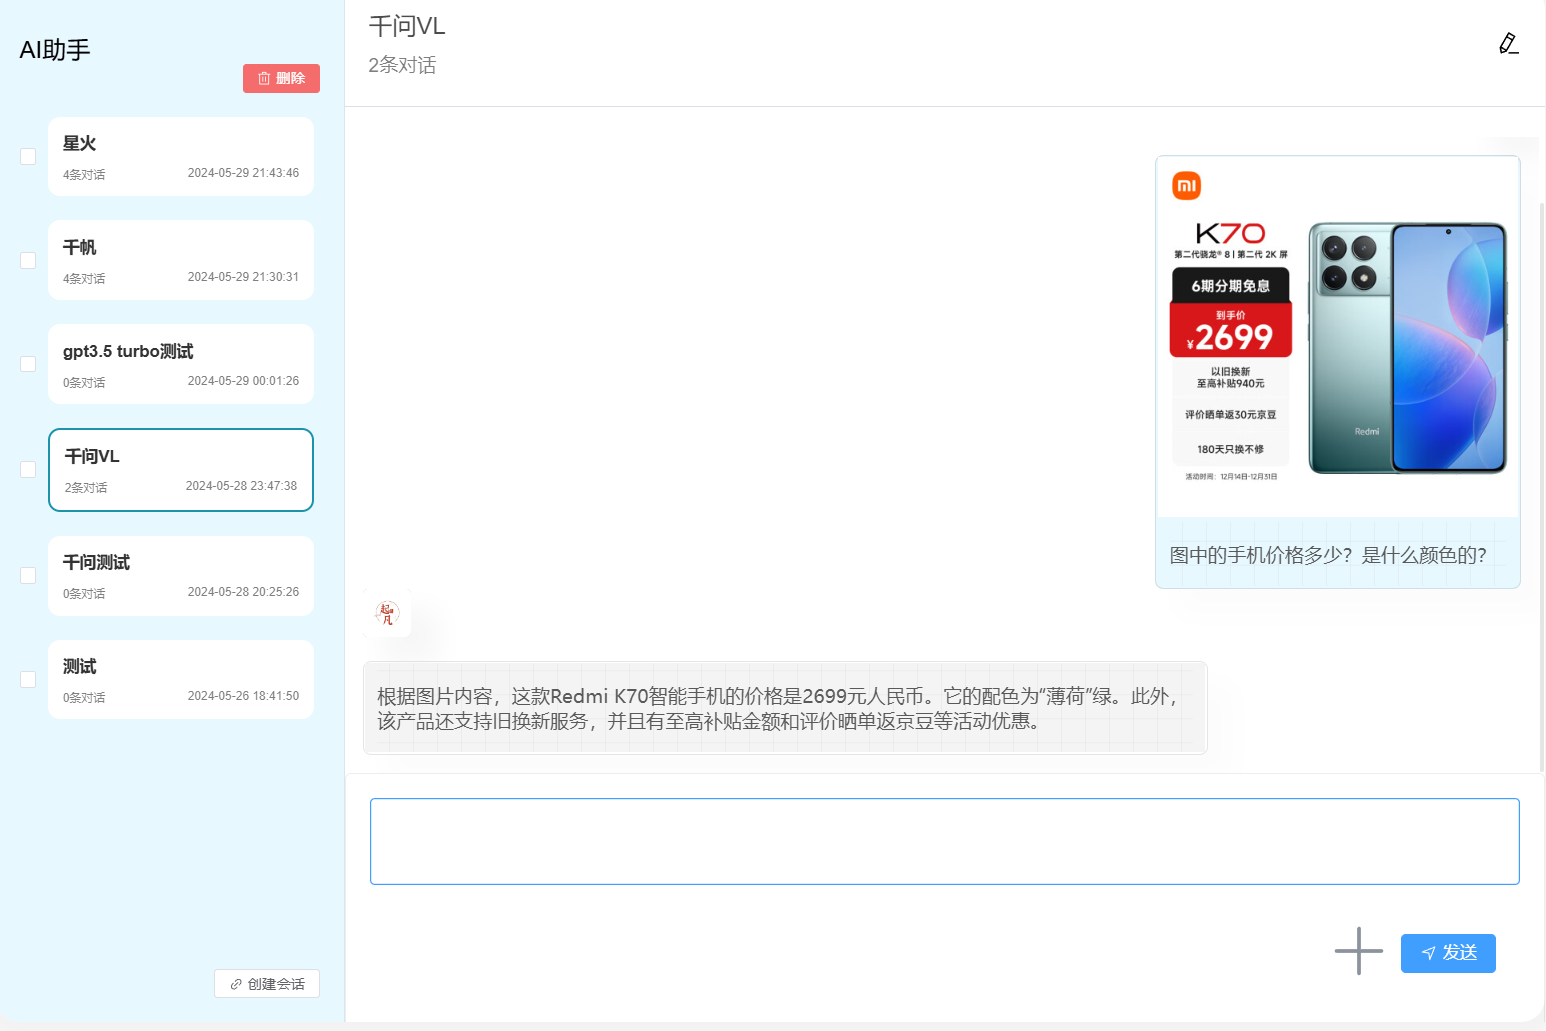 AI助手
删除
星火
4条对话 2024-05-29 21:43:46
千帆
4条对话 2024-05-29 21:30:31
gpt3.5 turbo测试
0条对话 2024-05-29 00:01:26
千问VL
2条对话 2024-05-28 23:47:38
千问测试
0条对话 2024-05-28 20:25:26
测试
0条对话 2024-05-26 18:41:50
创建会话
千问VL
2条对话
mi
K70
第二代骁龙® 8 | 第二代 2K 屏
6期分期免息
到手价
¥2699
以旧换新
至高补贴940元
评价晒单返30元京豆
180天只换不修
活动时间：12月14日-12月31日
Redmi
图中的手机价格多少？是什么颜色的？
起凡
根据图片内容，这款Redmi K70智能手机的价格是2699元人民币。它的配色为“薄荷”绿。此外，
该产品还支持旧换新服务，并且有至高补贴金额和评价晒单返京豆等活动优惠。
发送